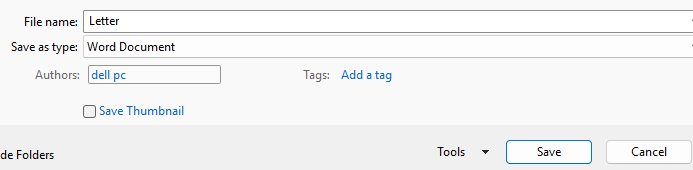 File name: Letter
Save as type: Word Document
Authors: dell pc Tags: Add a tag
Save Thumbnail
de Folders Tools Save Cancel